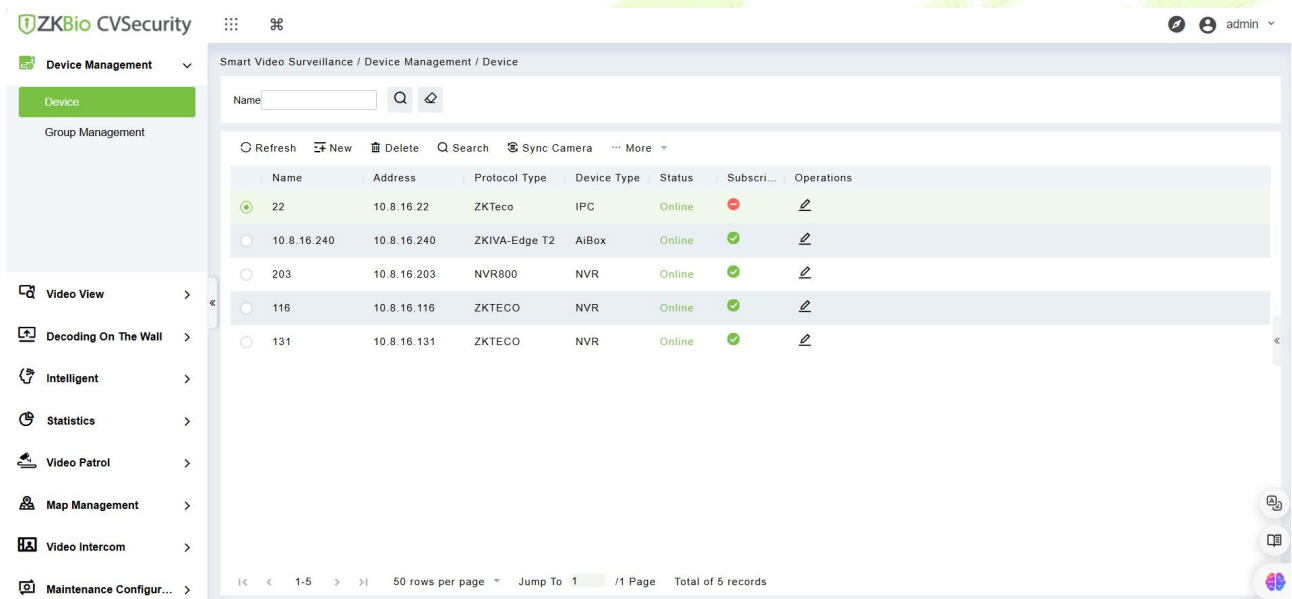 ZKBio CVSecurity
admin
Device Management
Device
Group Management
Video View
Decoding On The Wall
Intelligent
Statistics
Video Patrol
Map Management
Video Intercom
Maintenance Configur...
Smart Video Surveillance / Device Management / Device
Name
Refresh New Delete Search Sync Camera ··· More
Name Address Protocol Type Device Type Status Subscri... Operations
22 10.8.16.22 ZKTeco IPC Online
10.8.16.240 10.8.16.240 ZKIVA-Edge T2 AiBox Online
203 10.8.16.203 NVR800 NVR Online
116 10.8.16.116 ZKTECO NVR Online
131 10.8.16.131 ZKTECO NVR Online
1-5 50 rows per page Jump To 1 /1 Page Total of 5 records